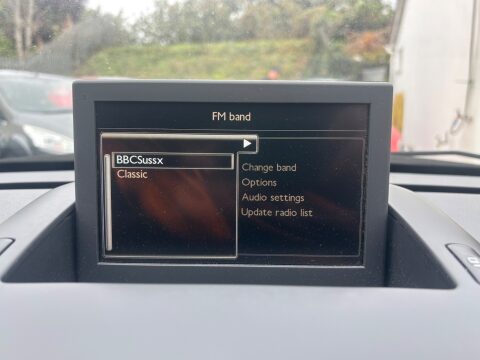 FM band
BBCSussx
Classic
Change band
Options
Audio settings
Update radio list